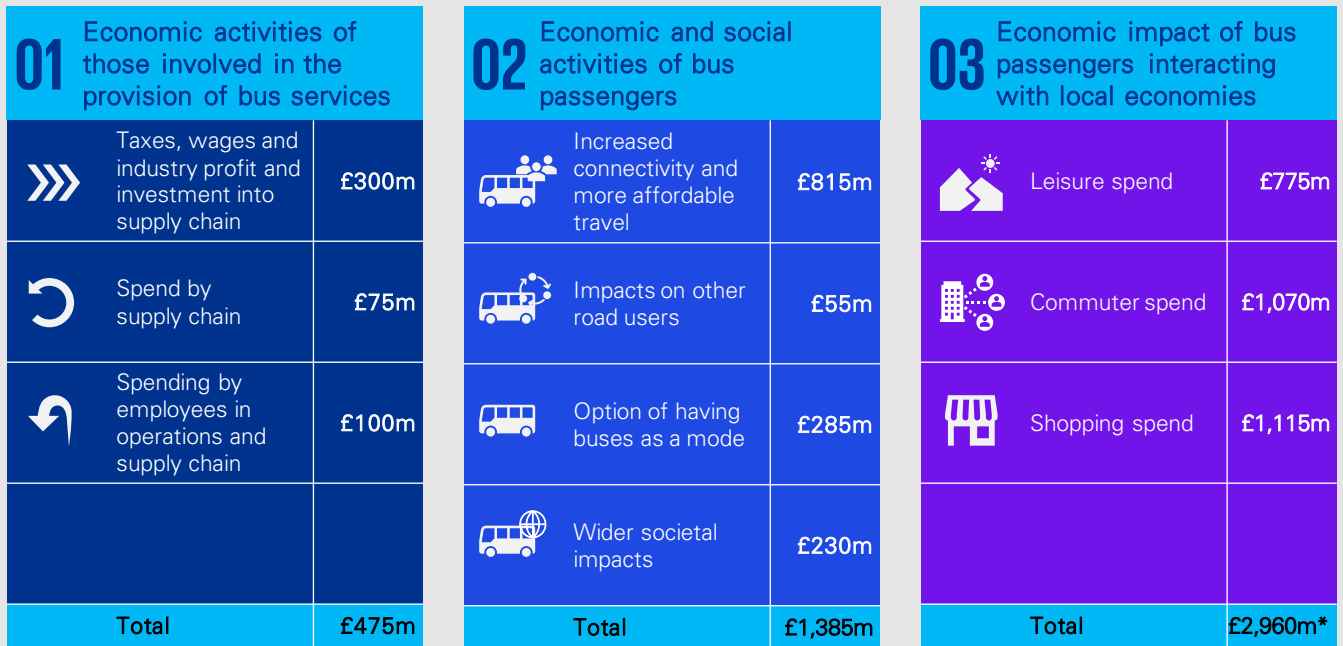 01
Economic activities of
those involved in the
provision of bus services
Taxes, wages and
industry profit and
investment into
supply chain
£300m
Spend by
supply chain
£75m
Spending by
employees in
operations and
supply chain
£100m
Total
£475m
02
Economic and social
activities of bus
passengers
Increased
connectivity and
more affordable
travel
£815m
Impacts on other
road users
£55m
Option of having
buses as a mode
£285m
Wider societal
impacts
£230m
Total
£1,385m
03
Economic impact of bus
passengers interacting
with local economies
Leisure spend
£775m
Commuter spend
£1,070m
Shopping spend
£1,115m
Total
£2,960m*